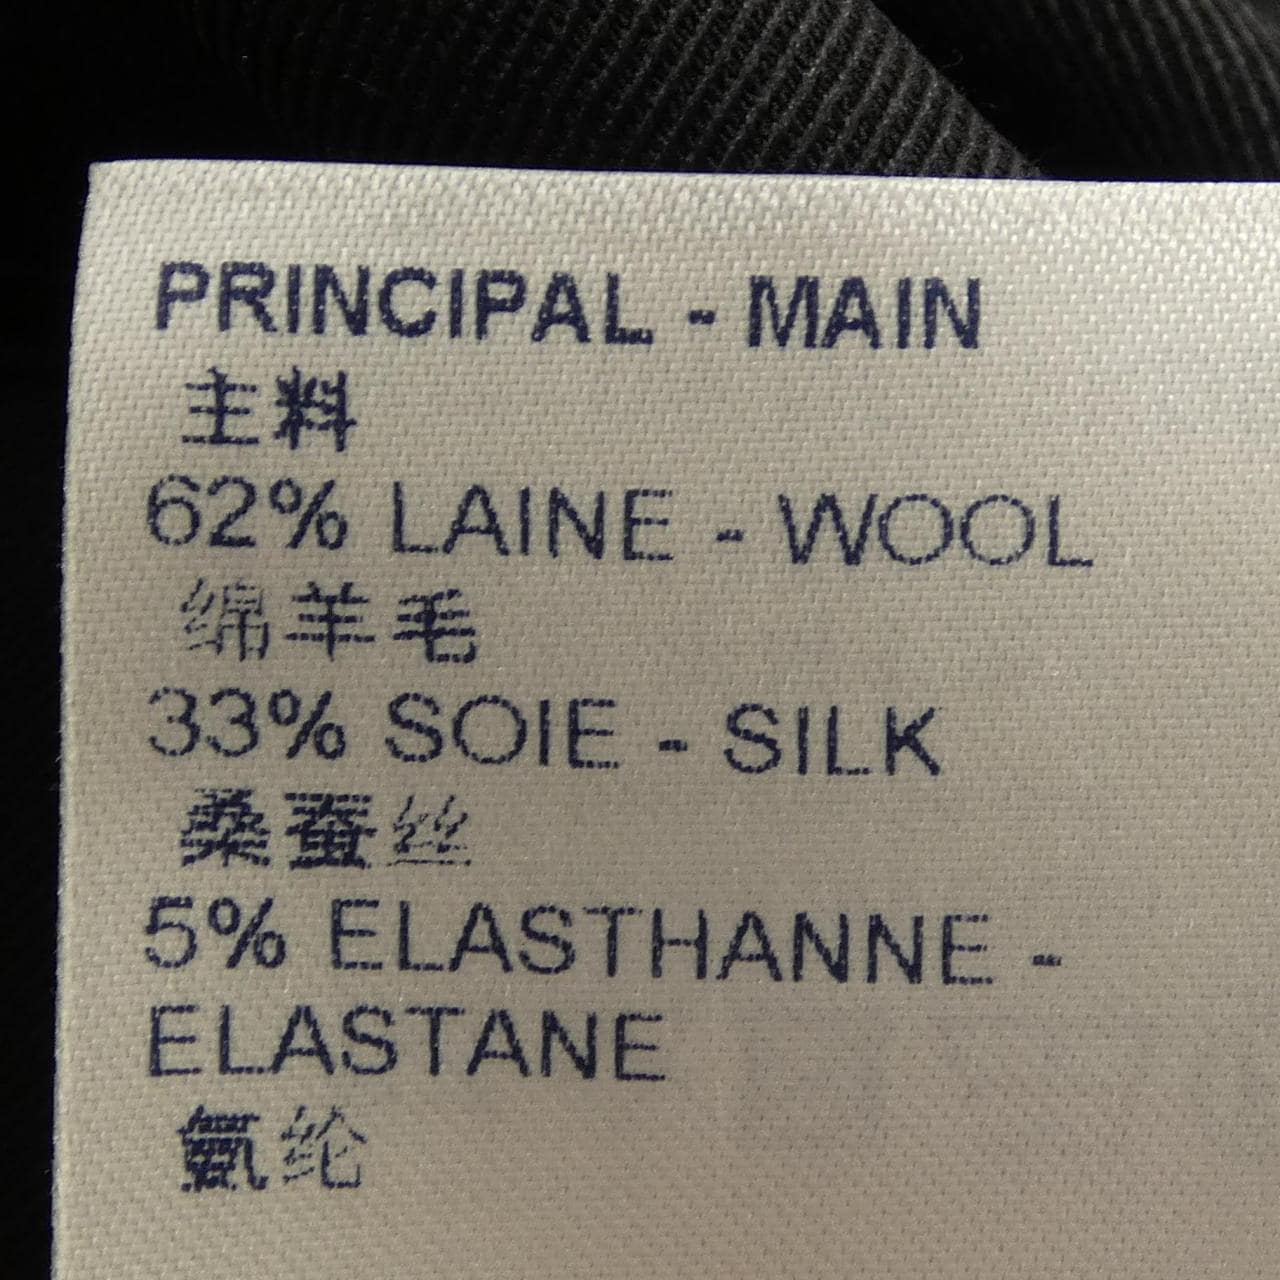 PRINCIPAL - MAIN
主料
62% LAINE - WOOL
绵羊毛
33% SOIE - SILK
桑蚕丝
5% ELASTHANNE -
ELASTANE
氨纶